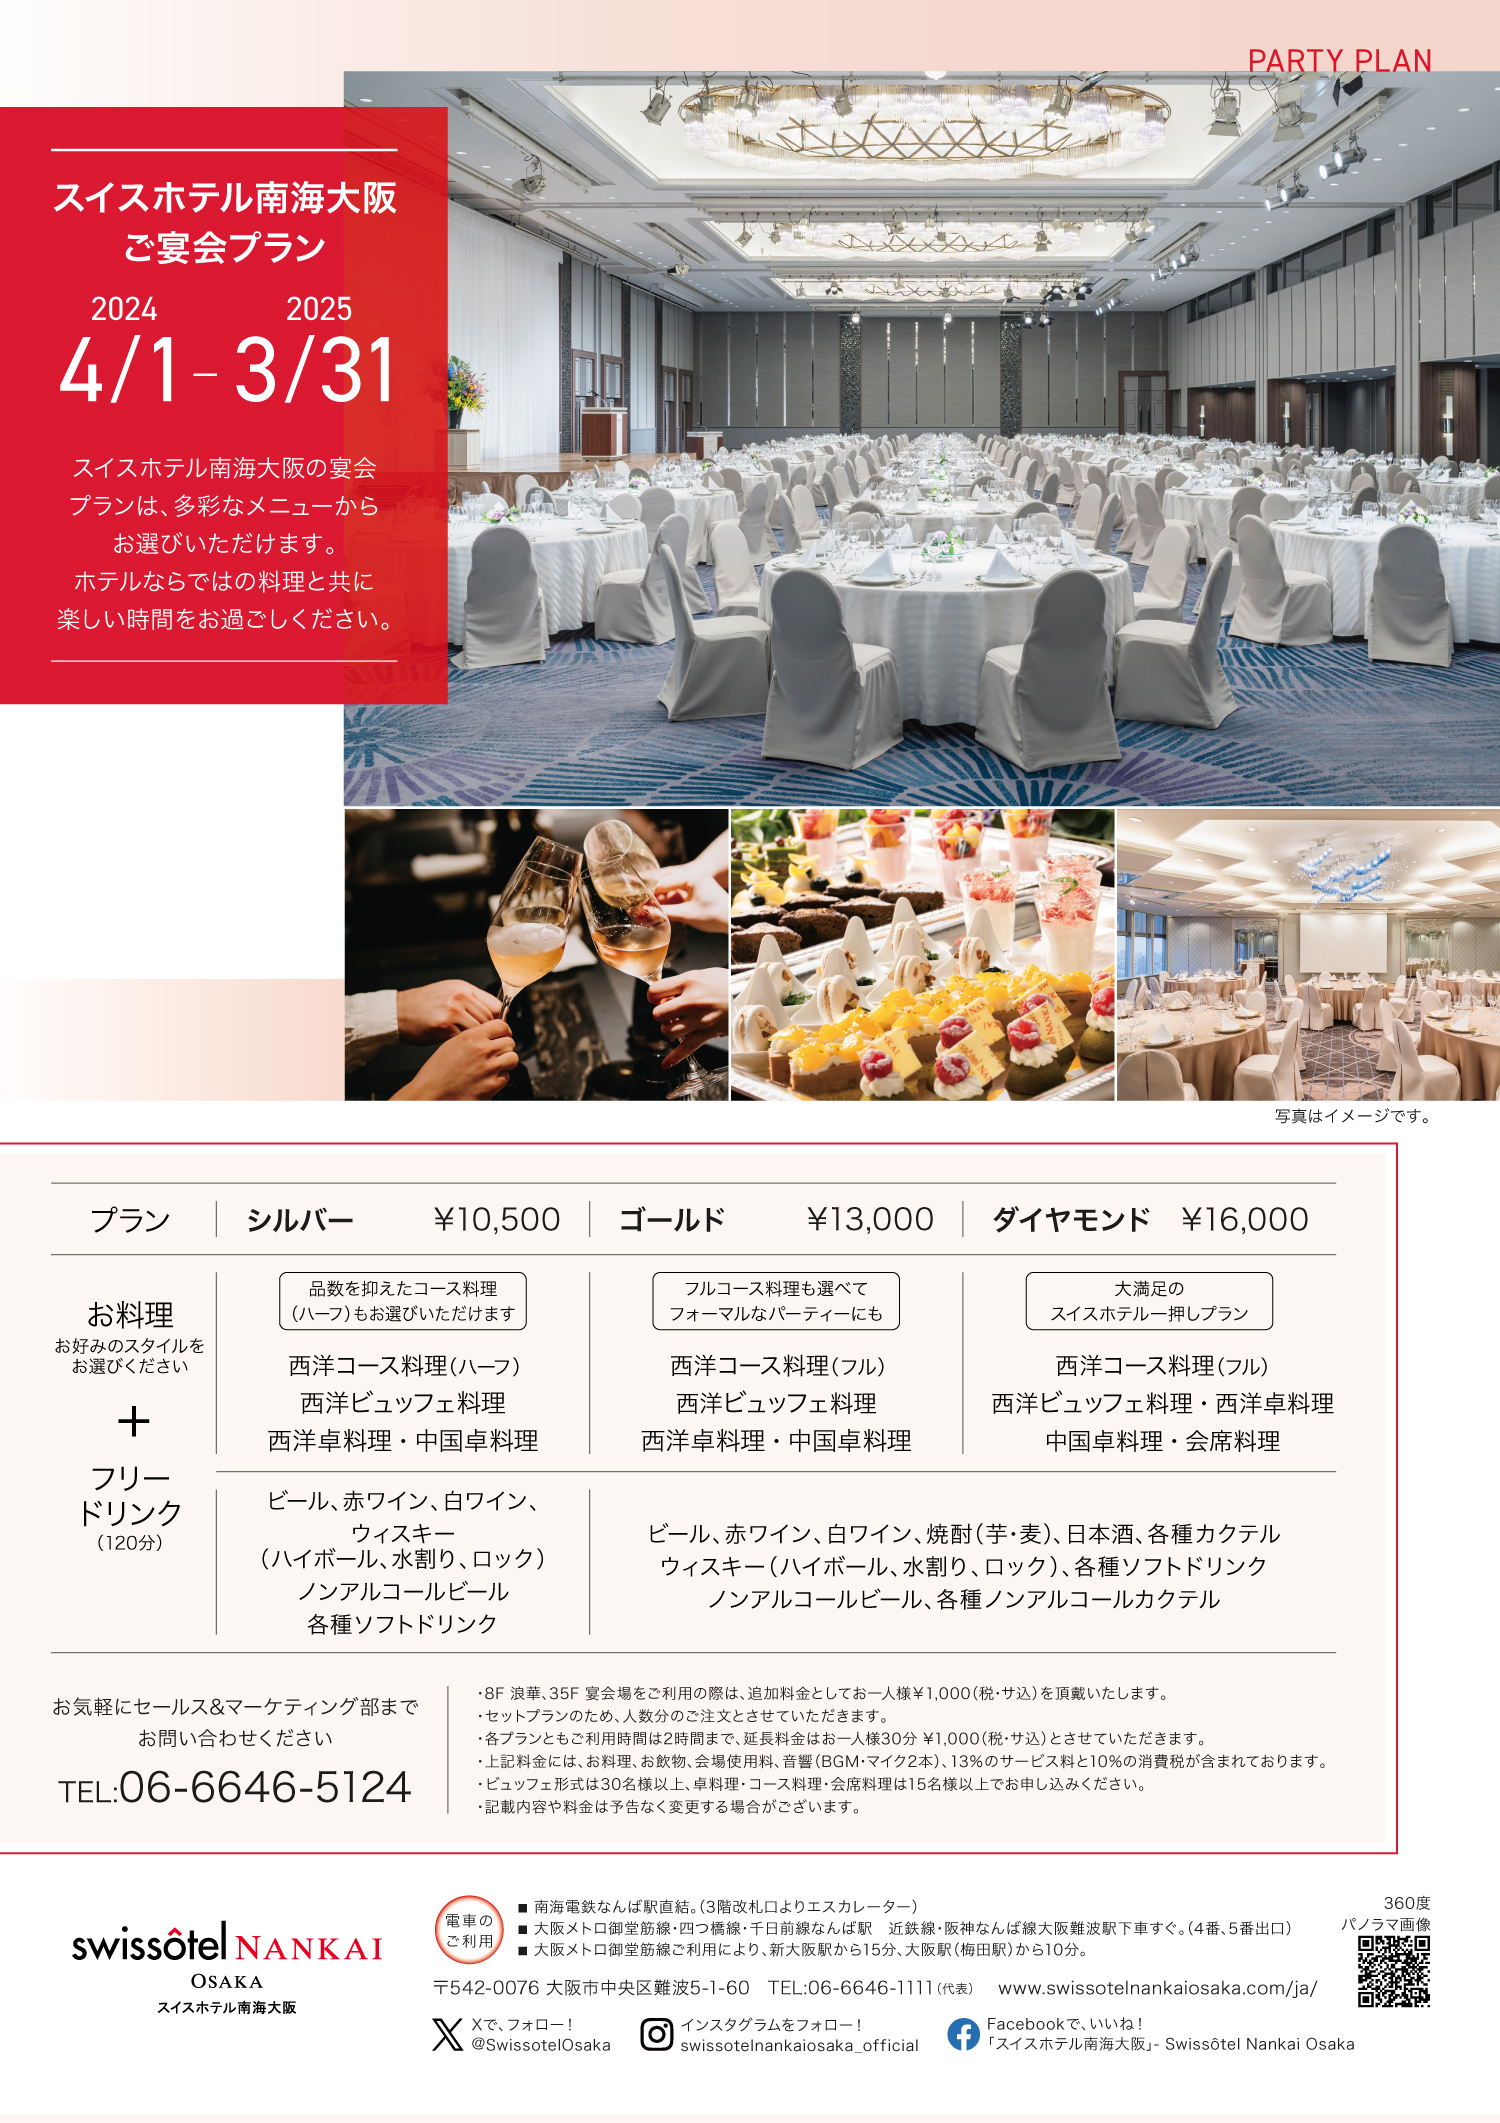 PARTY PLAN
スイスホテル南海大阪
ご宴会プラン
2024 2025
4/1 – 3/31
スイスホテル南海大阪の宴会
プランは、多彩なメニューから
お選びいただけます。
ホテルならではの料理と共に
楽しい時間をお過ごしください。
写真はイメージです。
プラン シルバー ¥10,500 ゴールド ¥13,000 ダイヤモンド ¥16,000
お料理
お好みのスタイルを
お選びください
+
フリー
ドリンク
(120分)
品数を抑えたコース料理
(ハーフ)もお選びいただけます
西洋コース料理(ハーフ)
西洋ビュッフェ料理
西洋卓料理・中国卓料理
フルコース料理も選べて
フォーマルなパーティーにも
西洋コース料理(フル)
西洋ビュッフェ料理
西洋卓料理・中国卓料理
大満足の
スイスホテル一押しプラン
西洋コース料理(フル)
西洋ビュッフェ料理・西洋卓料理
中国卓料理・会席料理
ビール、赤ワイン、白ワイン、
ウィスキー
(ハイボール、水割り、ロック)
ノンアルコールビール
各種ソフトドリンク
ビール、赤ワイン、白ワイン、焼酎(芋・麦)、日本酒、各種カクテル
ウィスキー(ハイボール、水割り、ロック)、各種ソフトドリンク
ノンアルコールビール、各種ノンアルコールカクテル
お気軽にセールス&マーケティング部まで
お問い合わせください
TEL:06-6646-5124
・8F 浪華、35F 宴会場をご利用の際は、追加料金としてお一人様¥1,000(税・サ込)を頂戴いたします。
・セットプランのため、人数分のご注文とさせていただきます。
・各プランともご利用時間は2時間まで、延長料金はお一人様30分 ¥1,000(税・サ込)とさせていただきます。
・上記料金には、お料理、お飲物、会場使用料、音響(BGM・マイク2本)、13%のサービス料と10%の消費税が含まれております。
・ビュッフェ形式は30名様以上、卓料理・コース料理・会席料理は15名様以上でお申し込みください。
・記載内容や料金は予告なく変更する場合がございます。
swissôtel NANKAI
OSAKA
スイスホテル南海大阪
電車の
ご利用
■ 南海電鉄なんば駅直結。(3階改札口よりエスカレーター)
■ 大阪メトロ御堂筋線・四つ橋線・千日前線なんば駅 近鉄線・阪神なんば線大阪難波駅下車すぐ。(4番、5番出口)
■ 大阪メトロ御堂筋線ご利用により、新大阪駅から15分、大阪駅(梅田駅)から10分。
〒542-0076 大阪市中央区難波5-1-60 TEL:06-6646-1111(代表) www.swissotelnankaiosaka.com/ja/
Xで、フォロー!
@SwissotelOsaka
インスタグラムをフォロー!
swissotelnankaiosaka_official
Facebookで、いいね!
「スイスホテル南海大阪」- Swissôtel Nankai Osaka
360度
パノラマ画像